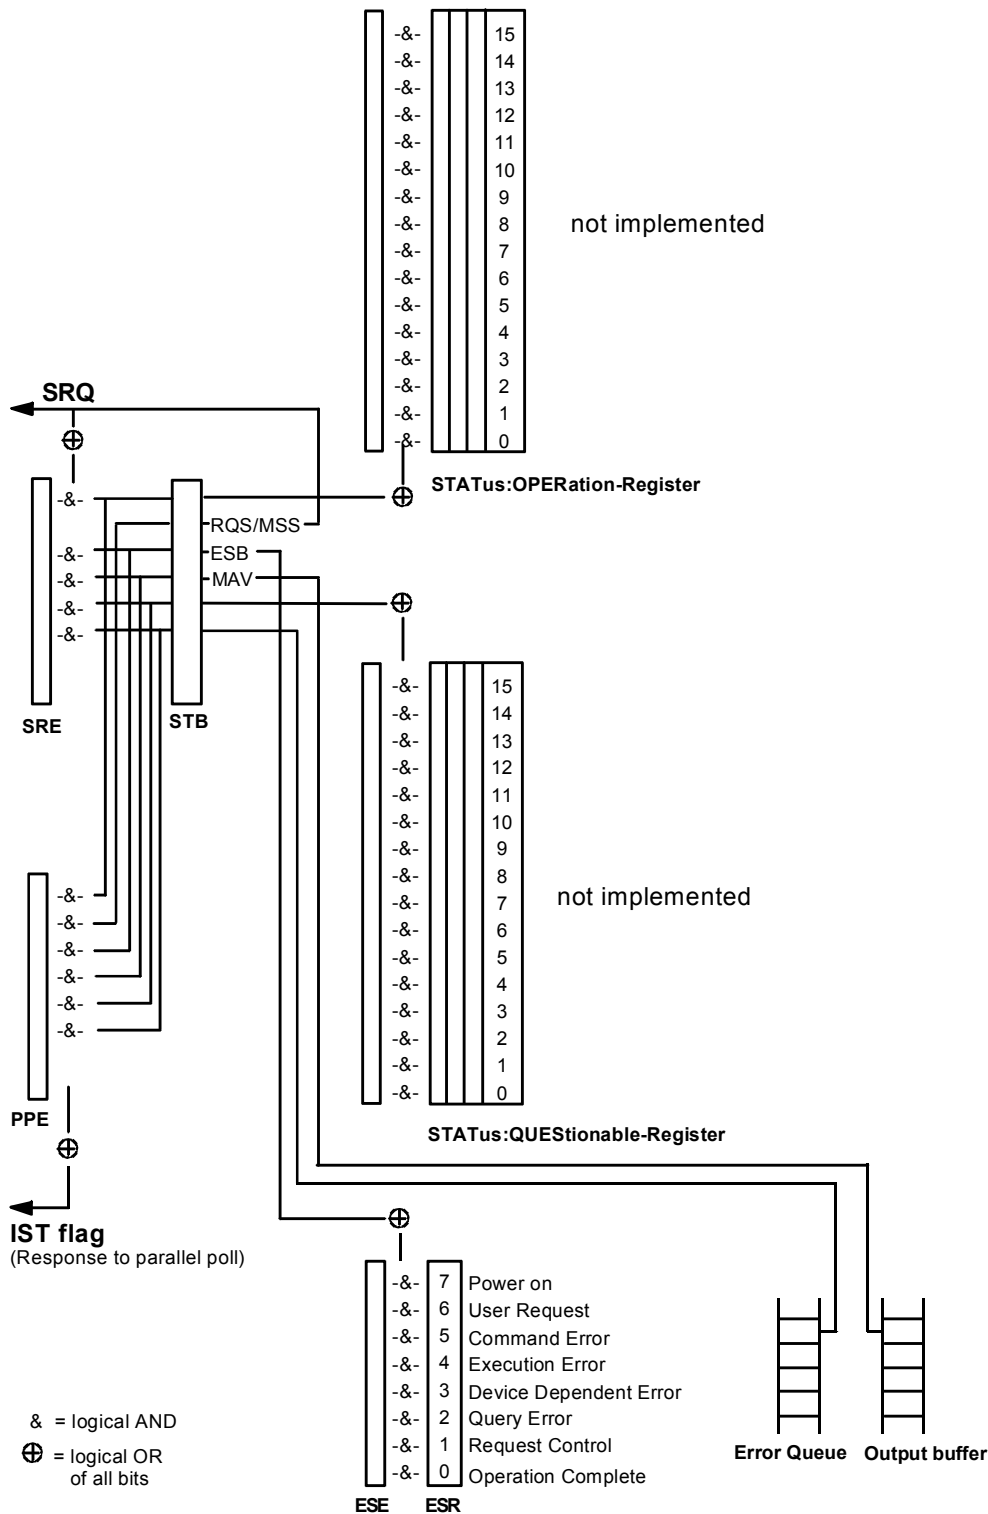 -&- 15
-&- 14
-&- 13
-&- 12
-&- 11
-&- 10
-&- 9
-&- 8
-&- 7
-&- 6
-&- 5
-&- 4
-&- 3
-&- 2
-&- 1
-&- 0
not implemented
STATus:OPERation-Register
SRQ
-&-
-&-
-&-
-&-
-&-
RQS/MSS
ESB
MAV
SRE
STB
-&- 15
-&- 14
-&- 13
-&- 12
-&- 11
-&- 10
-&- 9
-&- 8
-&- 7
-&- 6
-&- 5
-&- 4
-&- 3
-&- 2
-&- 1
-&- 0
not implemented
STATus:QUEStionable-Register
-&-
-&-
-&-
-&-
-&-
-&-
PPE
IST flag
(Response to parallel poll)
-&- 7 Power on
-&- 6 User Request
-&- 5 Command Error
-&- 4 Execution Error
-&- 3 Device Dependent Error
-&- 2 Query Error
-&- 1 Request Control
-&- 0 Operation Complete
ESE ESR
Error Queue Output buffer
& = logical AND
⊕ = logical OR
of all bits